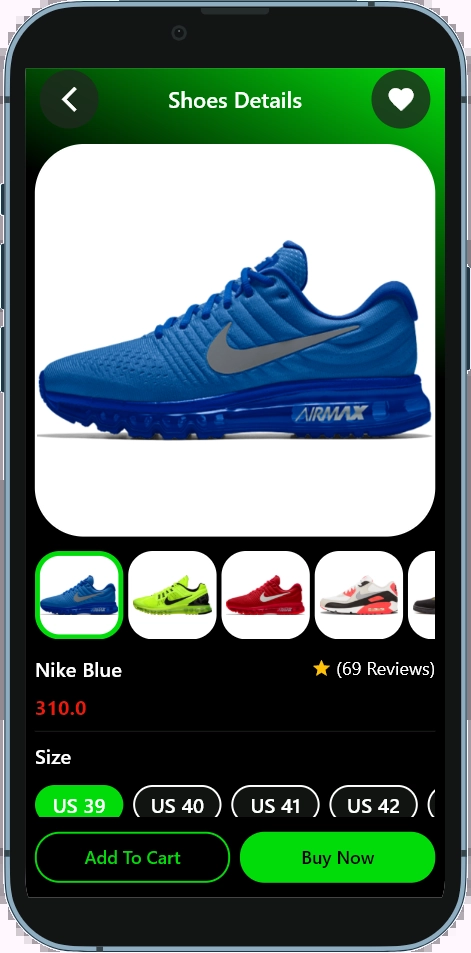 Shoes Details
AIRMAX
Nike Blue
(69 Reviews)
310.0
Size
US 39
US 40
US 41
US 42
Add To Cart
Buy Now